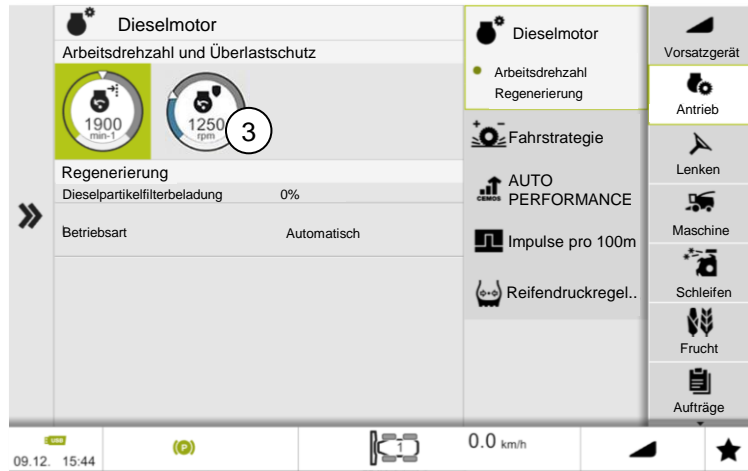 Dieselmotor
Arbeitsdrehzahl und Überlastschutz
1900
min-1
1250
rpm
3
Regenerierung
Dieselpartikelfilterbeladung 0%
Betriebsart Automatisch
Dieselmotor
Arbeitsdrehzahl
Regenerierung
Fahrstrategie
CEMOS
AUTO
PERFORMANCE
Impulse pro 100m
Reifendruckregel..
Vorsatzgerät
Antrieb
Lenken
Maschine
Schleifen
Frucht
Aufträge
USB
09.12. 15:44
(P)
1
0.0 km/h